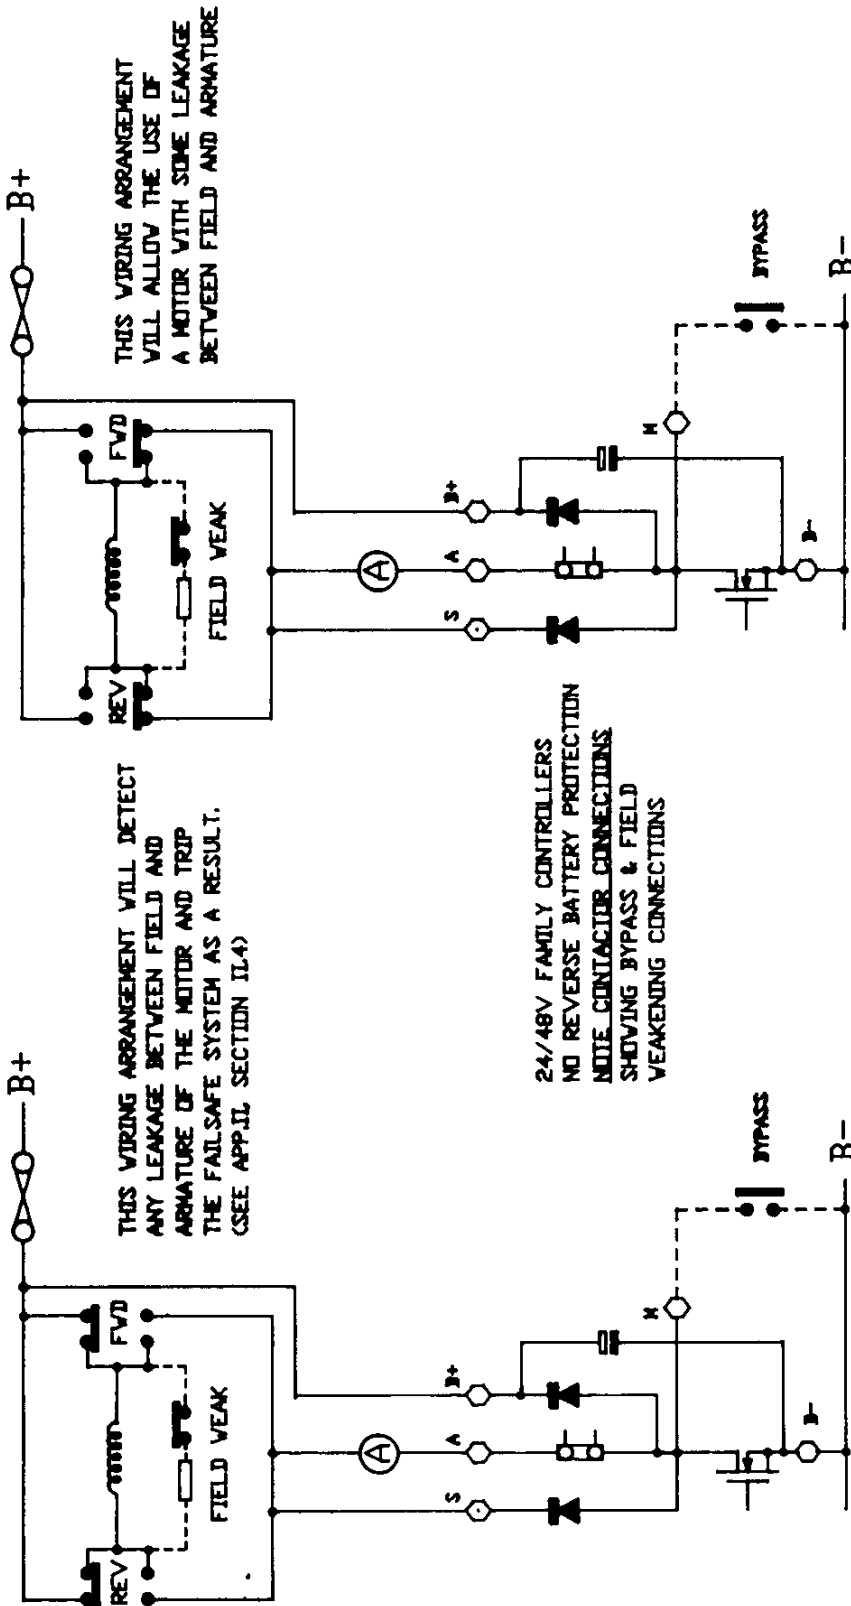 THIS WIRING ARRANGEMENT WILL DETECT
ANY LEAKAGE BETWEEN FIELD AND
ARMATURE OF THE MOTOR AND TRIP
THE FAILSAFE SYSTEM AS A RESULT.
(SEE APP.II, SECTION II.4)
B+
REV
FWD
FIELD WEAK
A
S
A
B+
M
B-
BYPASS
B-
24/48V FAMILY CONTROLLERS
NO REVERSE BATTERY PROTECTION
NOTE CONTACTOR CONNECTIONS
SHOWING BYPASS & FIELD
WEAKENING CONNECTIONS
THIS WIRING ARRANGEMENT
WILL ALLOW THE USE OF
A MOTOR WITH SOME LEAKAGE
BETWEEN FIELD AND ARMATURE
B+
REV
FWD
FIELD WEAK
A
S
A
B+
M
B-
BYPASS
B-